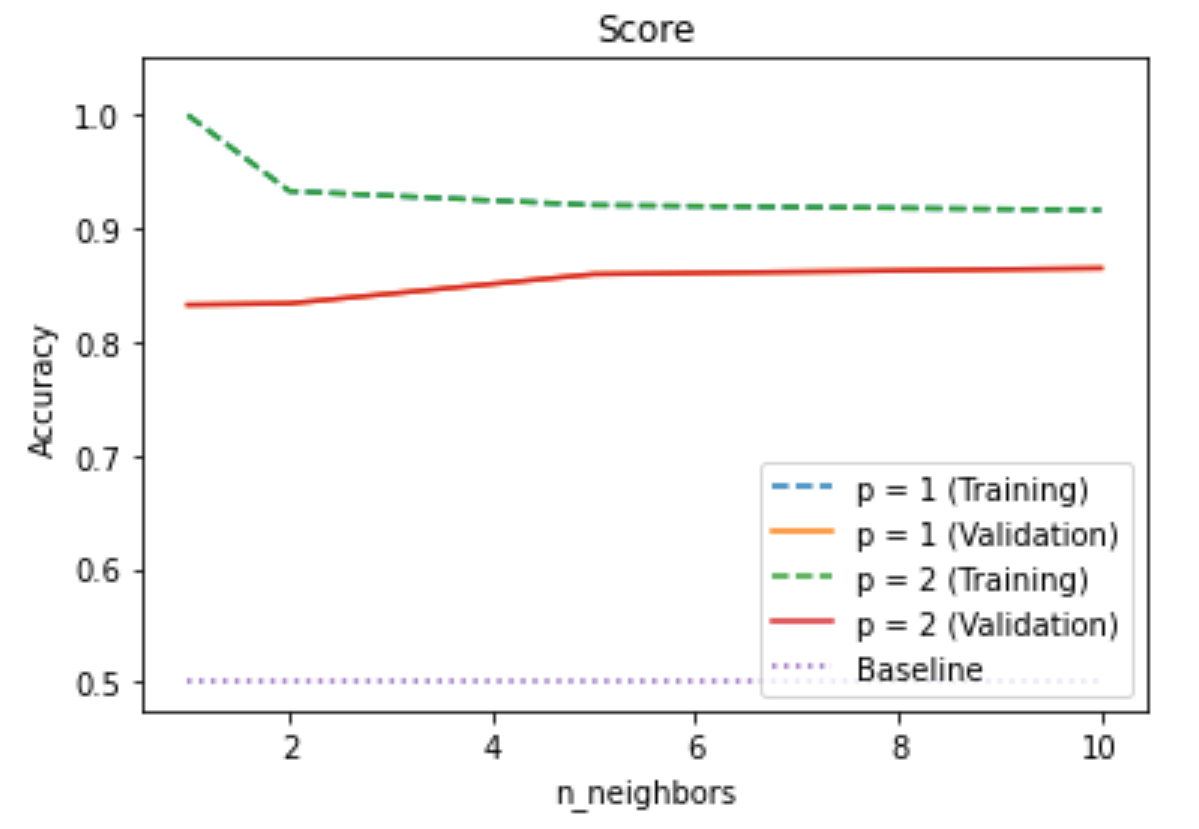 Score
1.0
0.9
0.8
0.7
0.6
0.5
Accuracy
p = 1 (Training)
p = 1 (Validation)
p = 2 (Training)
p = 2 (Validation)
Baseline
2 4 6 8 10
n_neighbors